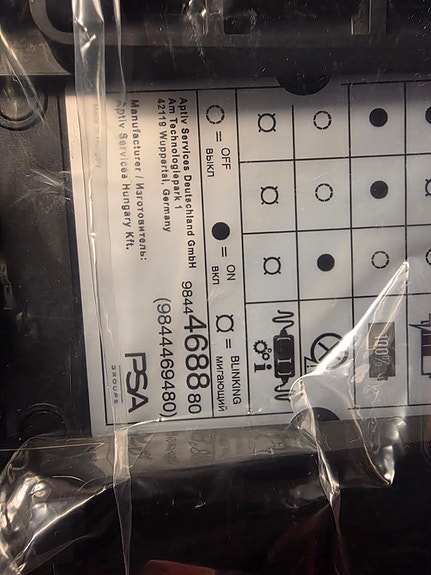 100%
= OFF
ВЫКЛ
= ON
ВКЛ
= BLINKING
мигающий
Aptiv Services Deutschland GmbH
Am Technologiepark 1
42119 Wuppertal, Germany
9844468880
(9844469480)
Manufacturer / Изготовитель:
Aptiv Services Hungary Kft.
PSA
GROUPE